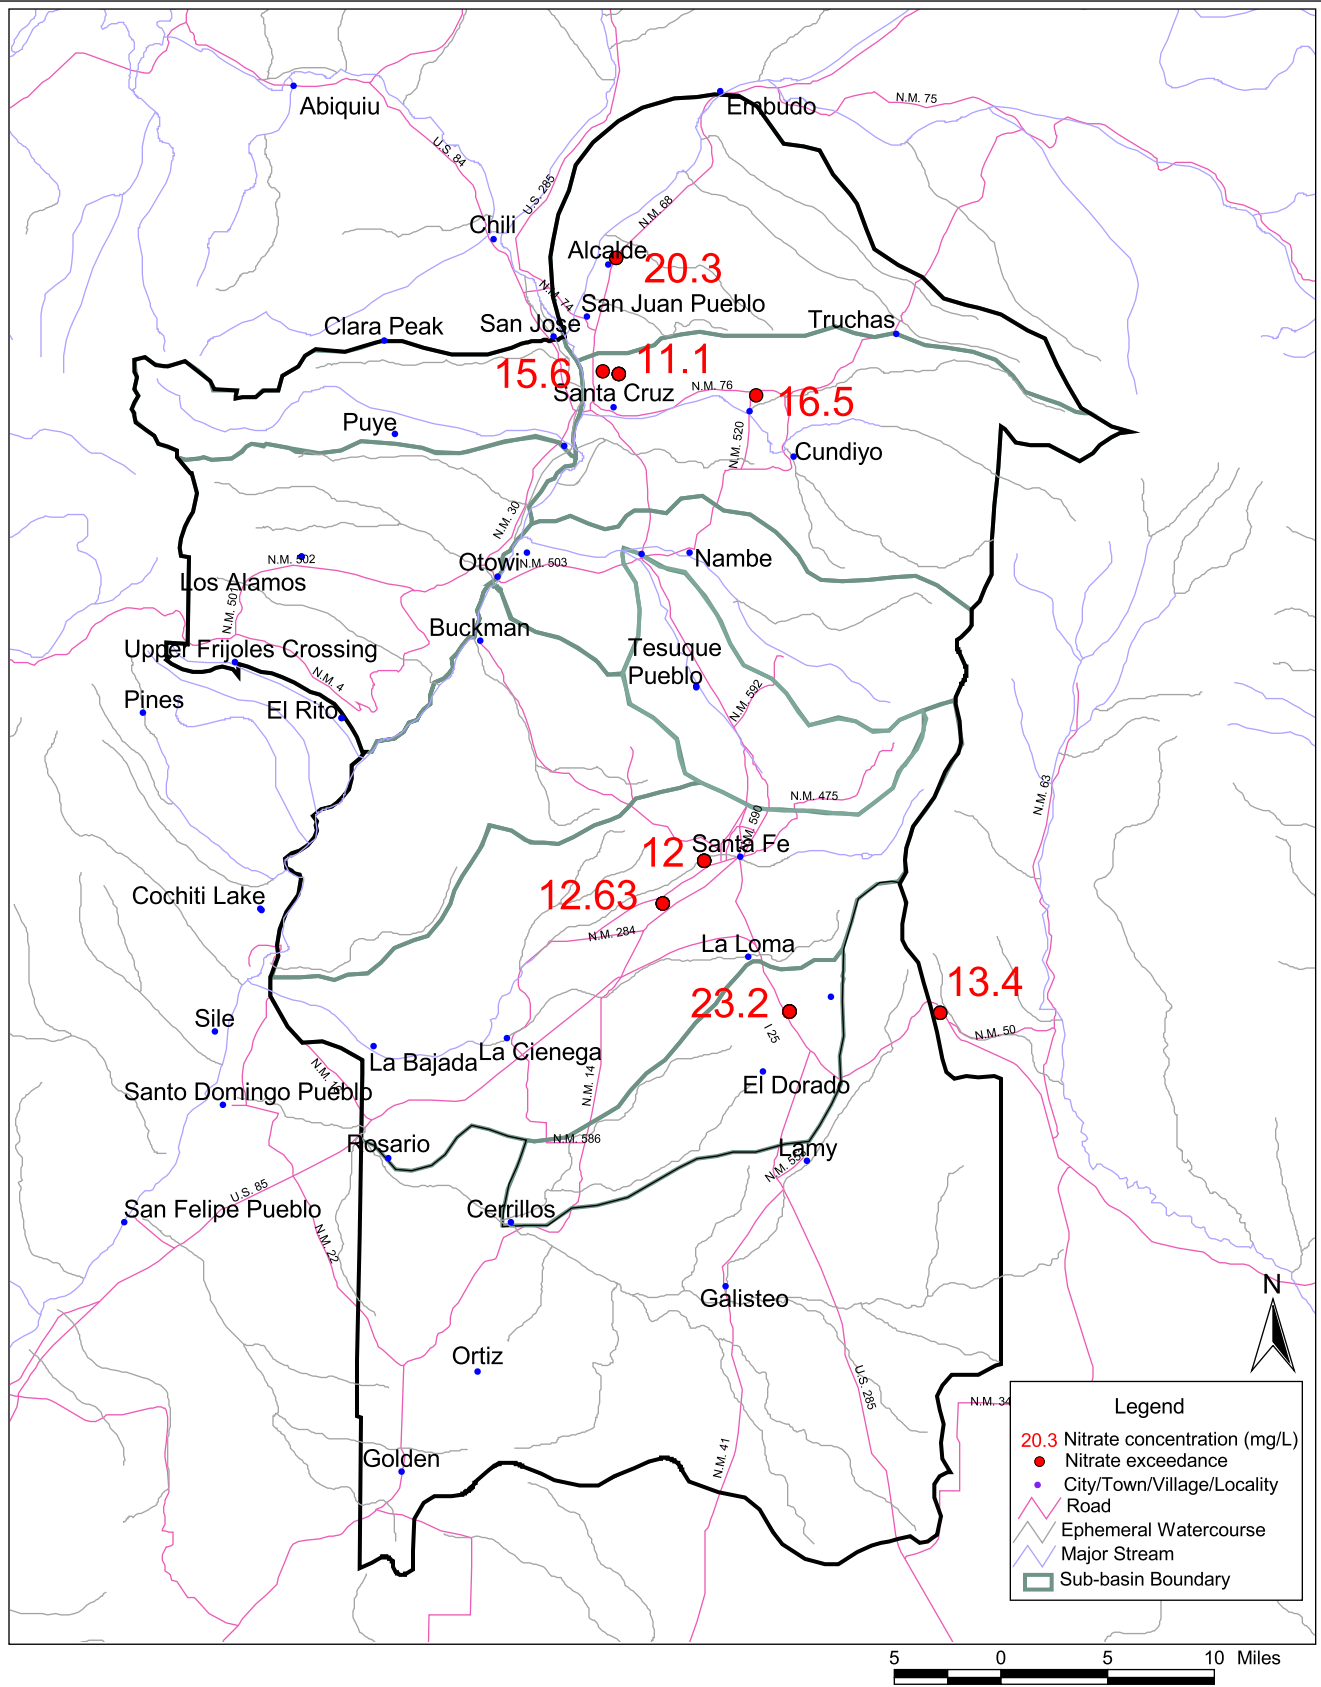 Abiquiu
Embudo
N.M. 75
U.S. 84
U.S. 285
N.M. 68
Chili
Alcalde
20.3
N.M. 74
San Juan Pueblo
Clara Peak
San Jose
Truchas
15.6
11.1
Santa Cruz
N.M. 76
16.5
Puye
N.M. 520
Cundiyo
N.M. 30
N.M. 502
Otowi
N.M. 503
Nambe
Los Alamos
N.M. 501
Buckman
Upper Frijoles Crossing
Tesuque
Pueblo
N.M. 4
N.M. 592
Pines
El Rito
N.M. 475
N.M. 63
N.M. 590
Santa Fe
12
Cochiti Lake
12.63
N.M. 284
La Loma
23.2
13.4
Sile
I 25
N.M. 50
La Bajada
La Cienega
N.M. 14
El Dorado
Santo Domingo Pueblo
Rosario
N.M. 586
Lamy
U.S. 85
San Felipe Pueblo
Cerrillos
N.M. 22
Galisteo
N
Ortiz
U.S. 285
N.M. 34
N.M. 41
Golden
Legend
20.3 Nitrate concentration (mg/L)
Nitrate exceedance
City/Town/Village/Locality
Road
Ephemeral Watercourse
Major Stream
Sub-basin Boundary
5 0 5 10 Miles